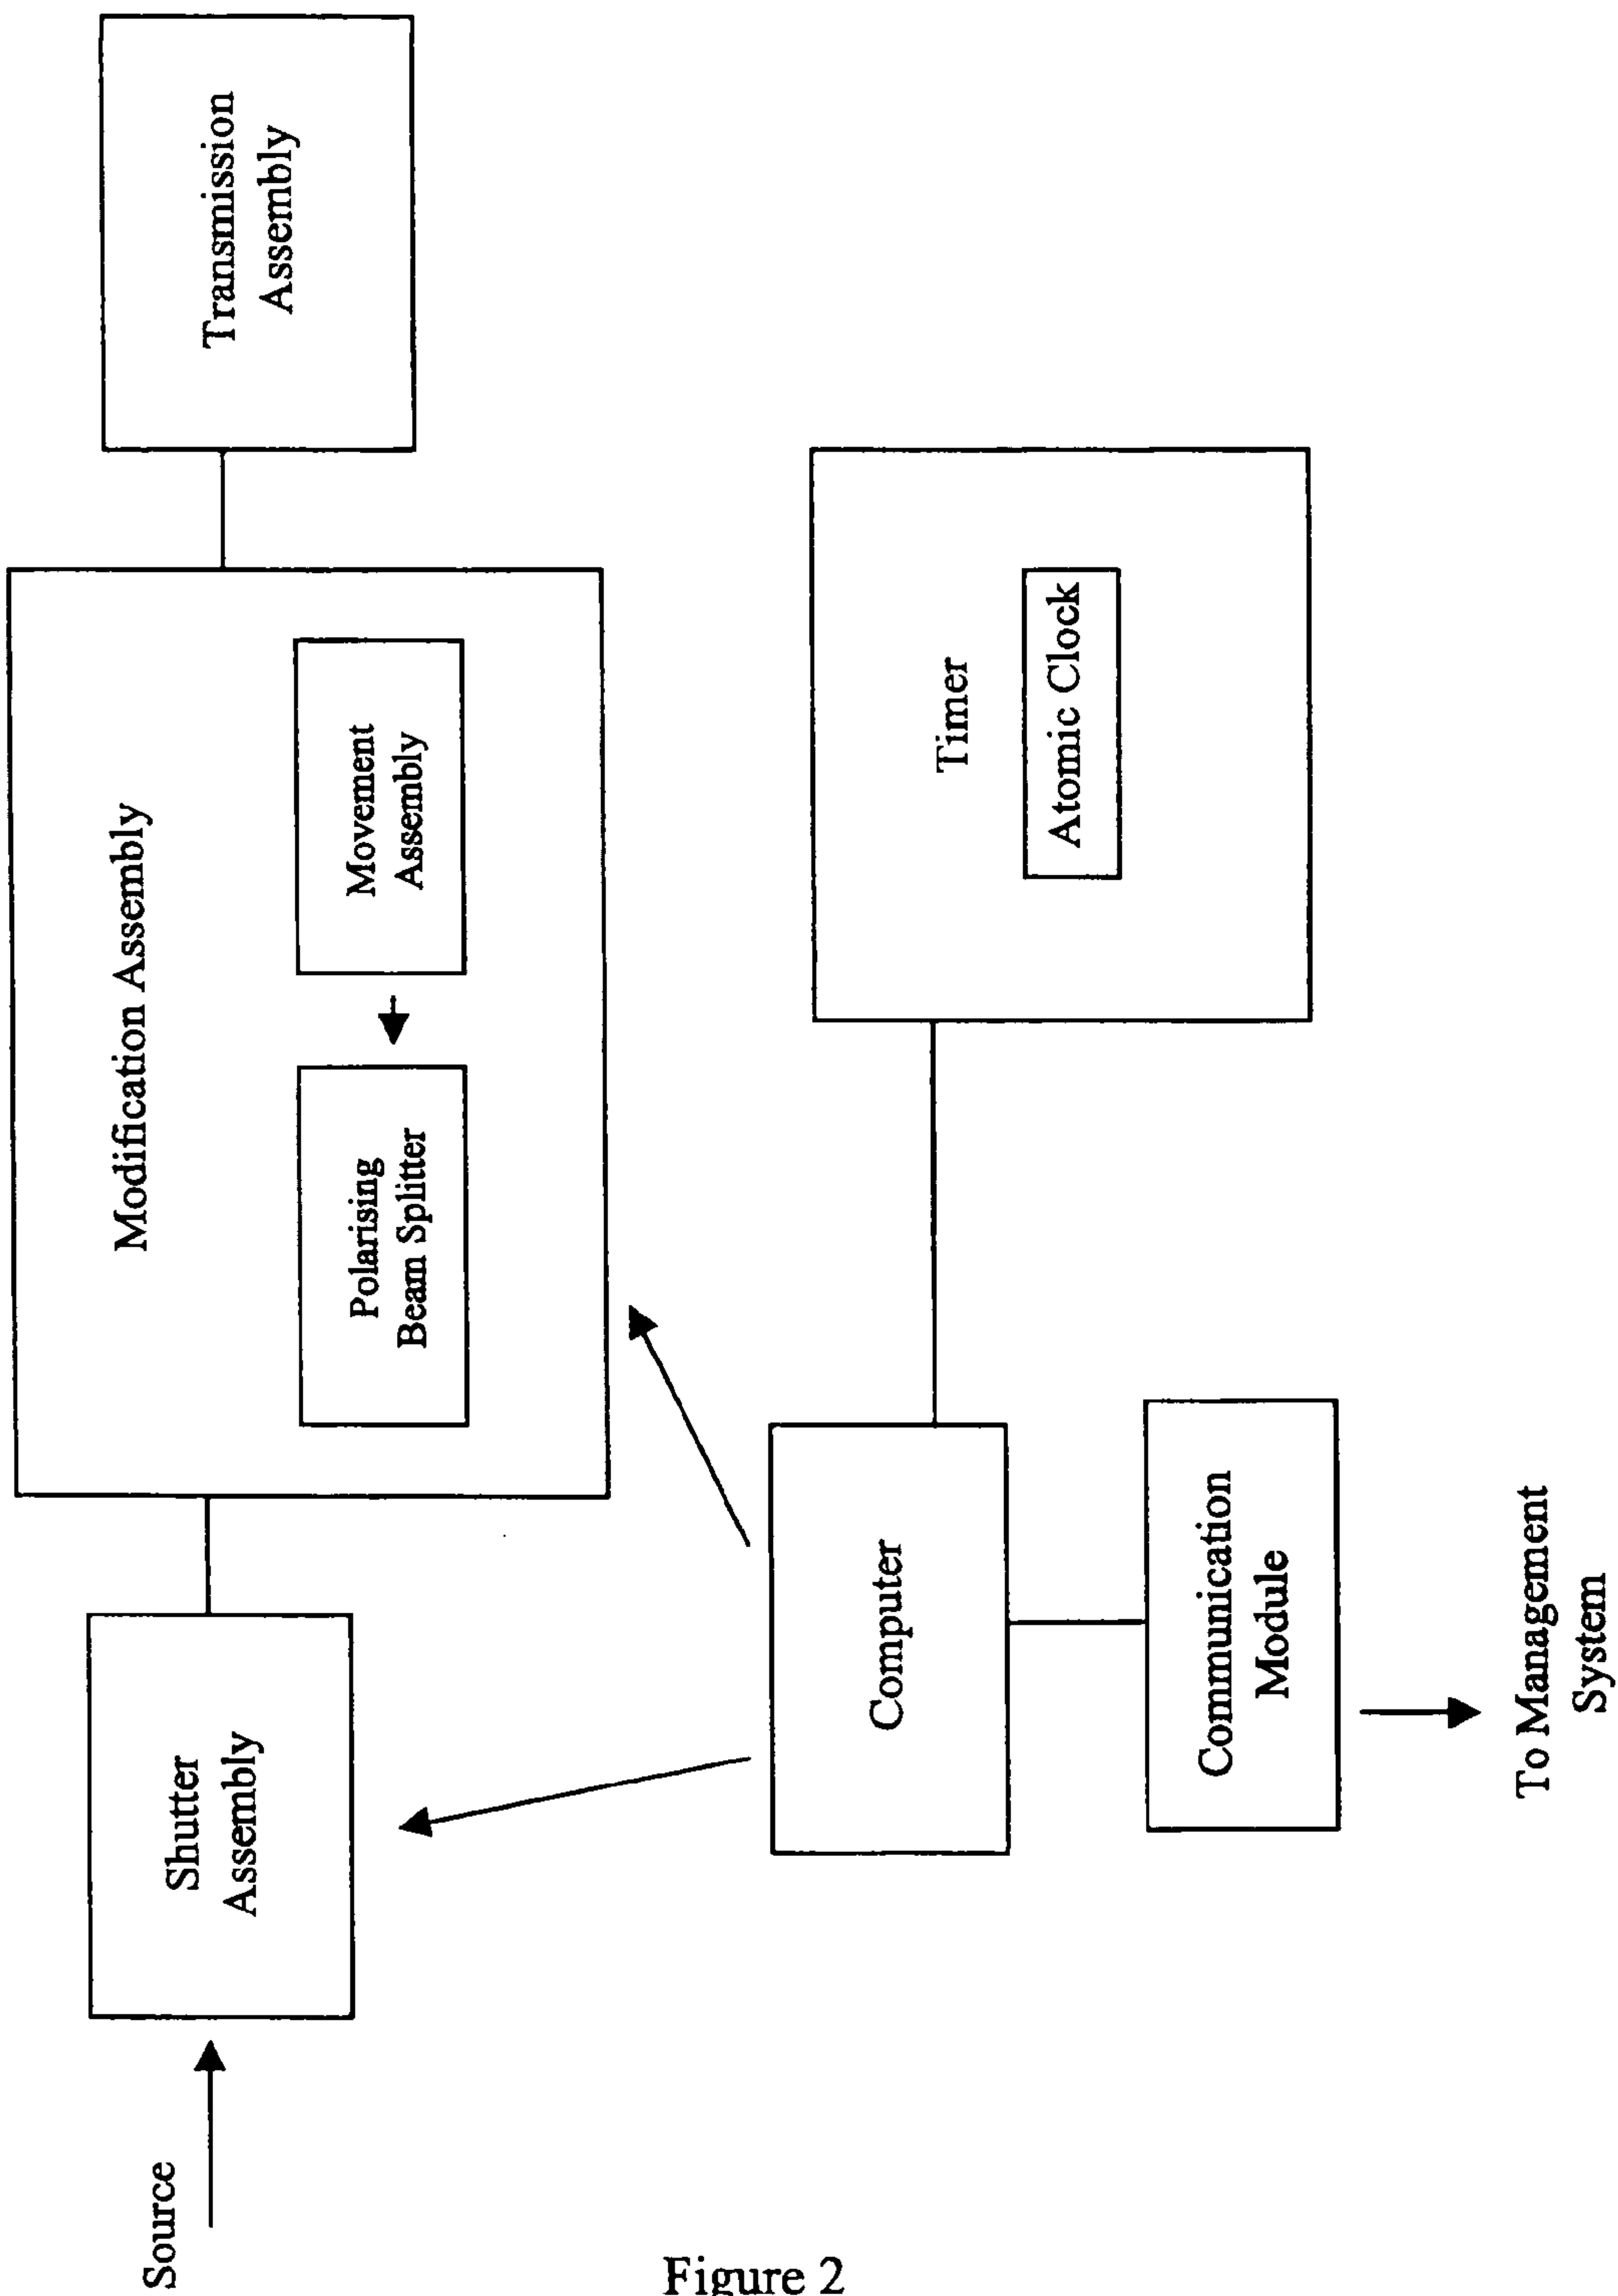 Source
Shutter
Assembly
Modification Assembly
Polarising
Beam Splitter
Movement
Assembly
Transmission
Assembly
Computer
Timer
Atomic Clock
Communication
Module
To Management
System
Figure 2